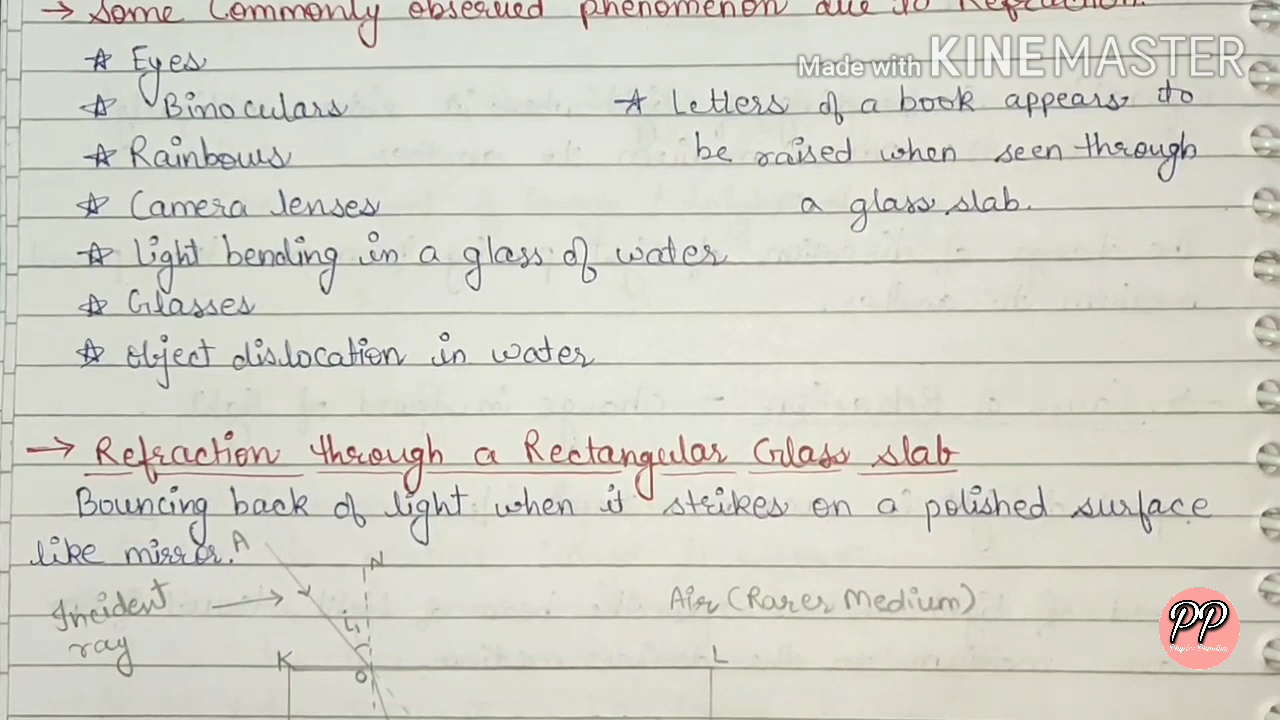 → Some Commonly observed phenomenon due to Refraction.
☆ Eyes
Made with KINEMASTER
☆ Binoculars
☆ Letters of a book appears to
☆ Rainbows
be raised when seen through
☆ Camera lenses
a glass slab.
☆ light bending in a glass of water
☆ Glasses
☆ object dislocation in water
→ Refraction through a Rectangular Glass slab
Bouncing back of light when it strikes on a polished surface
like mirror.
A
N
Incident →
ray
Air (Rarer Medium)
i1
K
O
L
PP